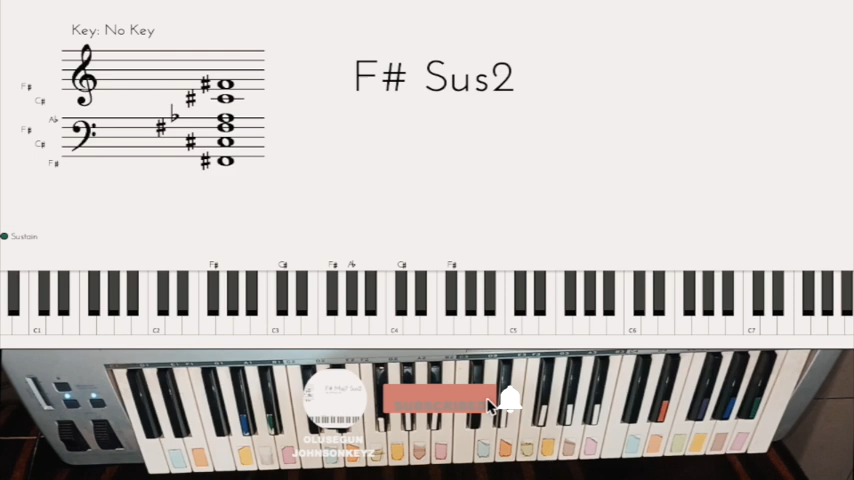 Key: No Key
F# Sus2
F#
C#
Ab
F#
C#
F#
Sustain
F# C# F# Ab C# F#
C1 C2 C3 C4 C5 C6 C7
OLUSEGUN
JOHNSONKEYZ